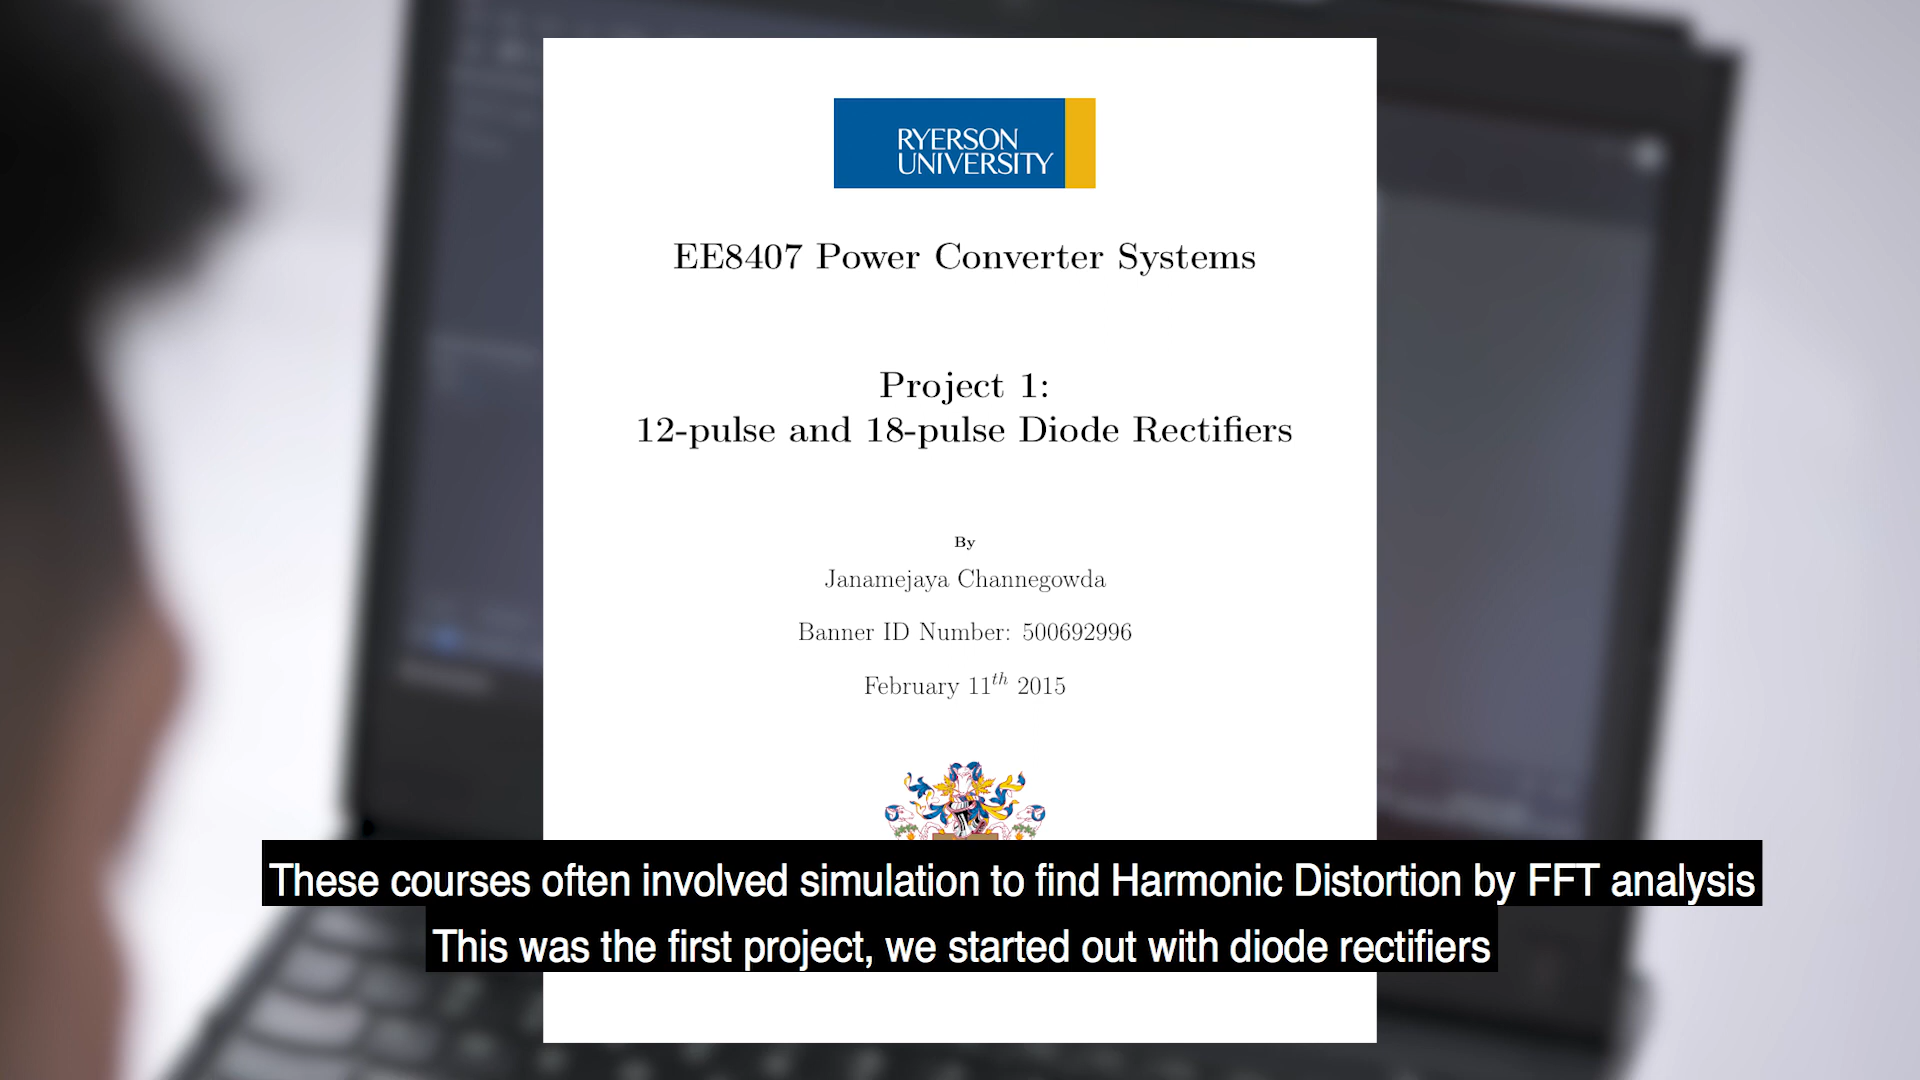 RYERSON
UNIVERSITY
EE8407 Power Converter Systems
Project 1:
12-pulse and 18-pulse Diode Rectifiers
By
Janamejaya Channegowda
Banner ID Number: 500692996
February 11th 2015
These courses often involved simulation to find Harmonic Distortion by FFT analysis
This was the first project, we started out with diode rectifiers